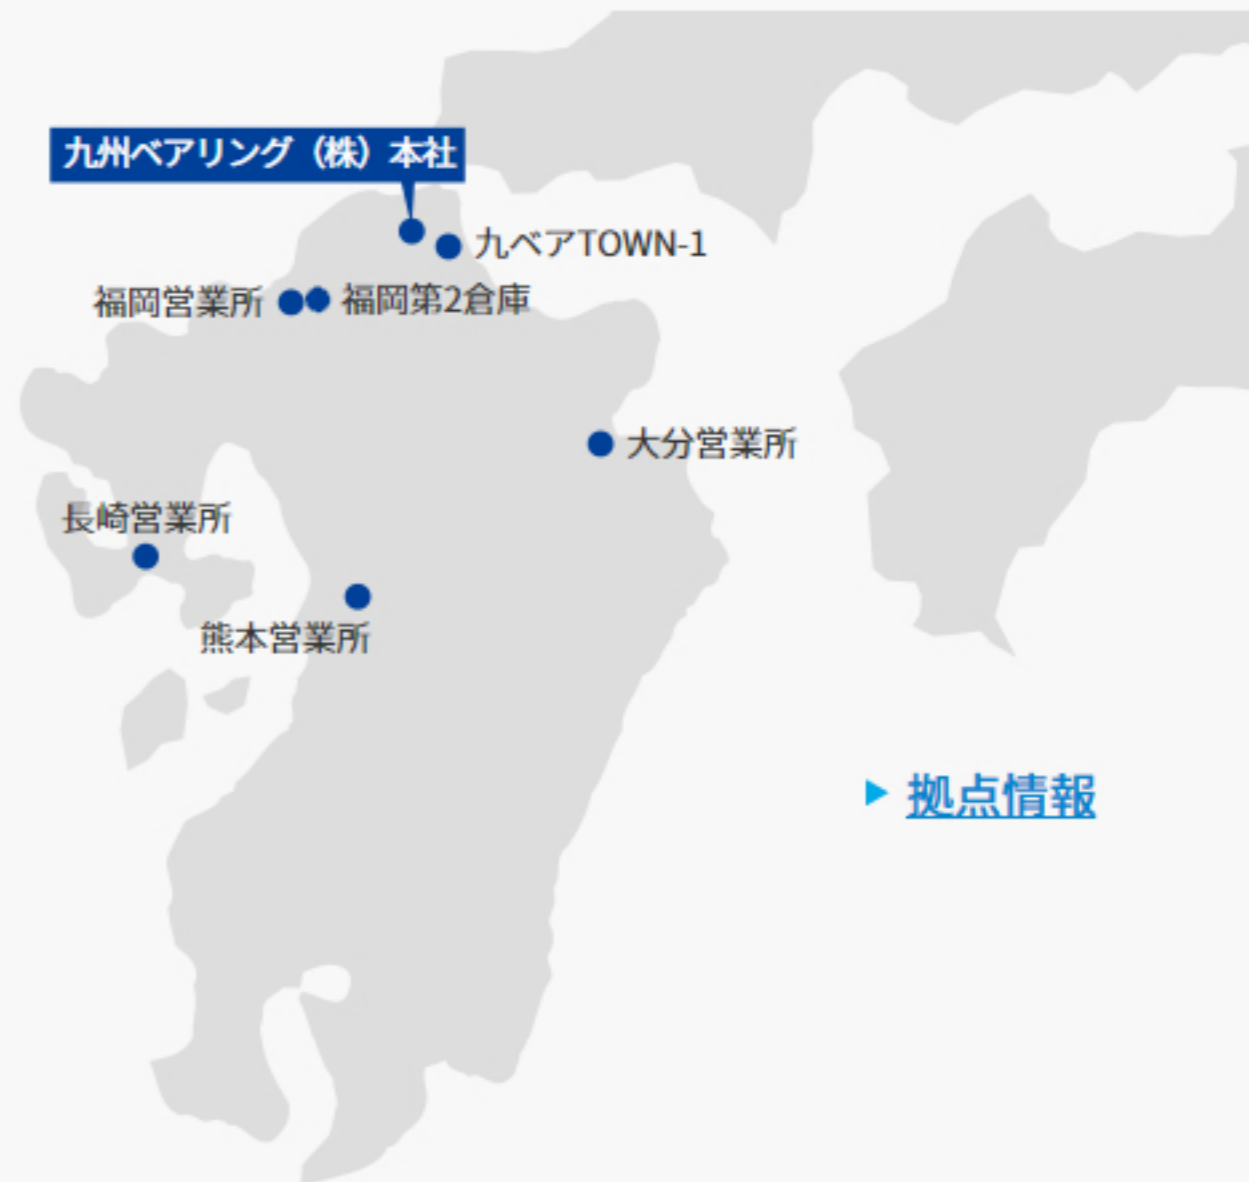 九州ベアリング（株）本社
九ベアTOWN-1
福岡営業所
福岡第2倉庫
大分営業所
長崎営業所
熊本営業所
拠点情報